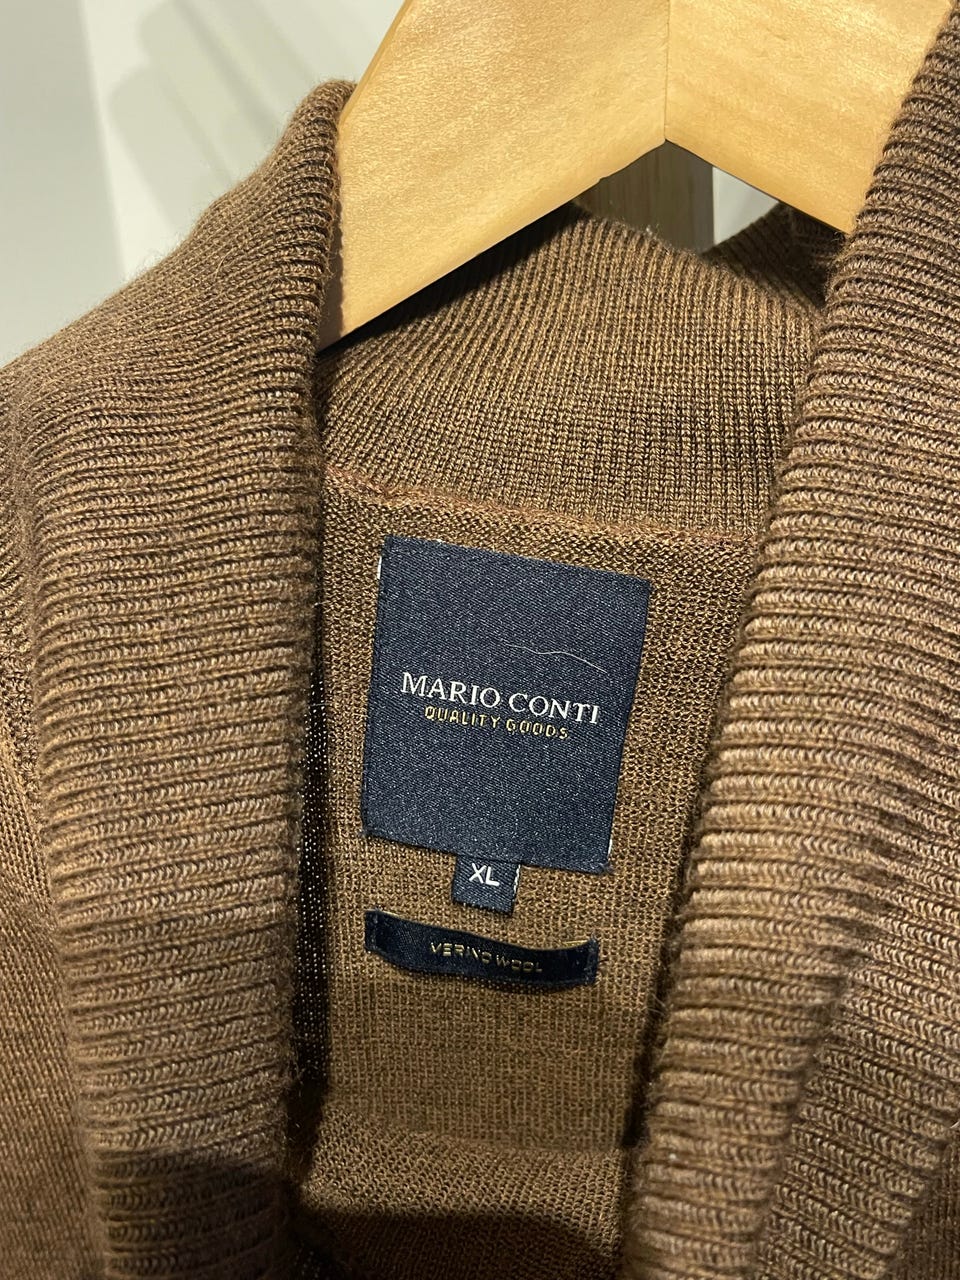 MARIO CONTI
QUALITY GOODS
XL
MERINO WOOL